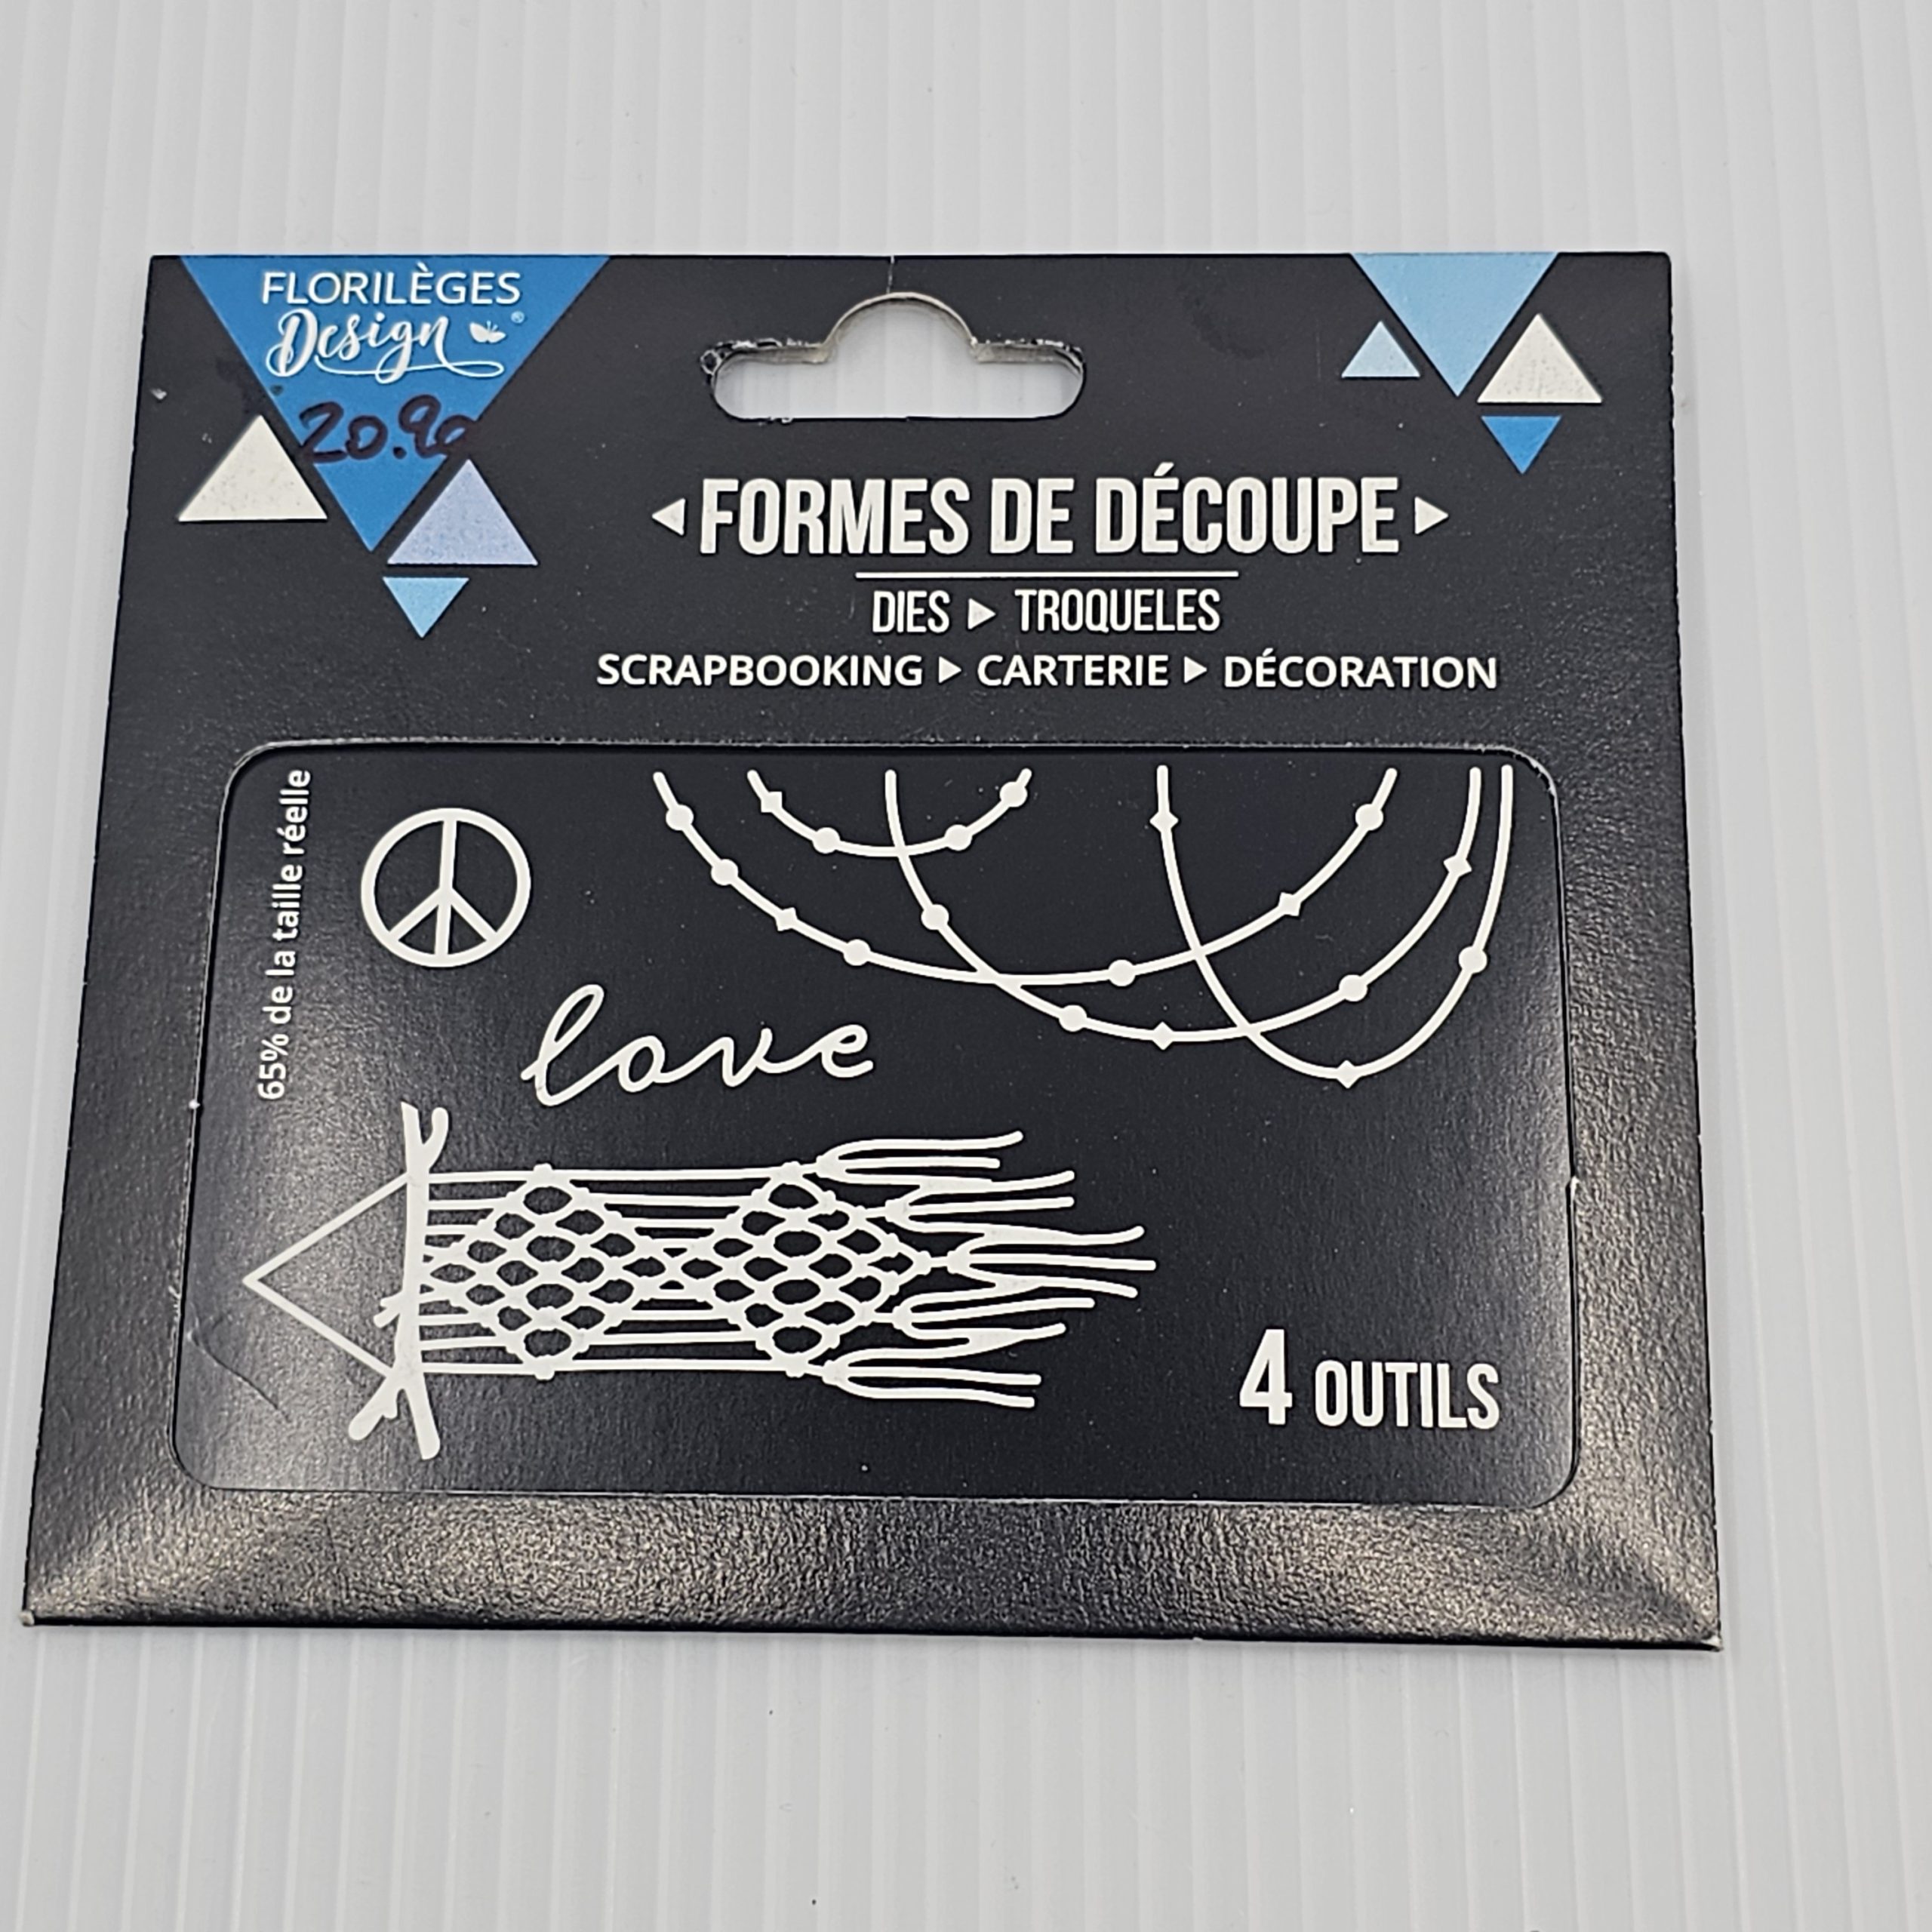 FLORILÈGES
Design ®
20.90
FORMES DE DÉCOUPE
DIES TROQUELES
SCRAPBOOKING CARTERIE DÉCORATION
65% de la taille réelle
love
4 OUTILS